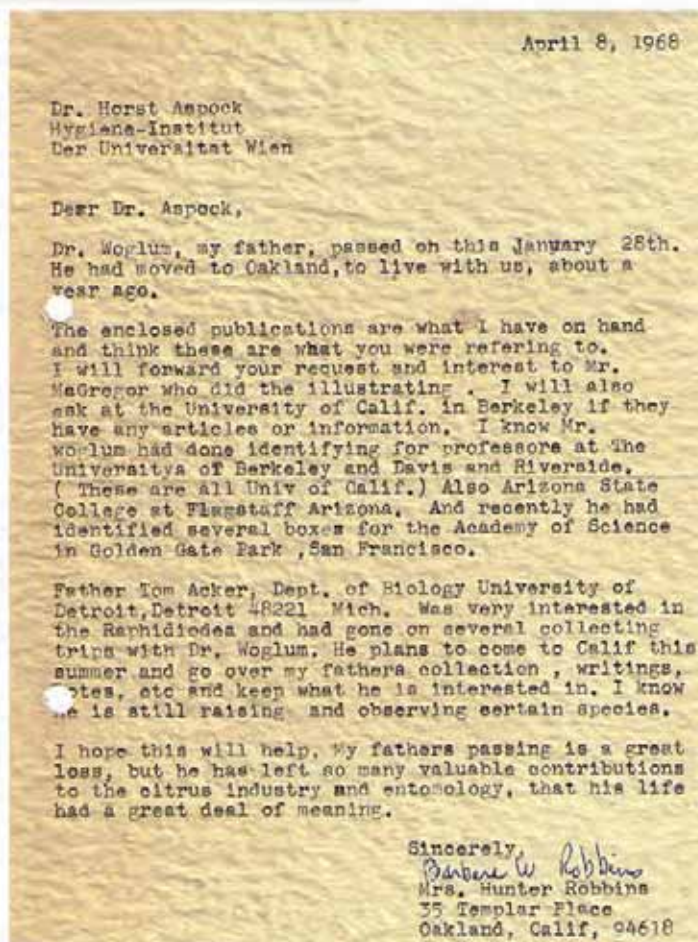 April 8, 1968
Dr. Horst Aspock
Hygiene-Institut
Der Universitat Wien
Dear Dr. Aspock,
Dr. Woglum, my father, passed on this January 28th.
He had moved to Oakland,to live with us, about a
year ago.
The enclosed publications are what I have on hand
and think these are what you were refering to.
I will forward your request and interest to Mr.
MaGregor who did the illustrating . I will also
ask at the University of Calif. in Berkeley if they
have any articles or information. I know Mr.
woglum had done identifying for professors at The
Universitys of Berkeley and Davis and Riverside.
( These are all Univ of Calif.) Also Arizona State
College at Flagstaff Arizona. And recently he had
identified several boxes for the Academy of Science
in Golden Gate Park ,San Francisco.
Father Tom Acker, Dept. of Biology University of
Detroit,Detroit 48221 Mich. Was very interested in
the Raphidiodea and had gone on several collecting
trips with Dr. Woglum. He plans to come to Calif this
summer and go over my fathers collection , writings,
otes, etc and keep what he is interested in. I know
he is still raising and observing certain species.
I hope this will help. My fathers passing is a great
loss, but he has left so many valuable contributions
to the citrus industry and entomology, that his life
had a great deal of meaning.
Sincerely,
Barbara W Robbins
Mrs. Hunter Robbins
35 Templar Place
Oakland, Calif, 94618